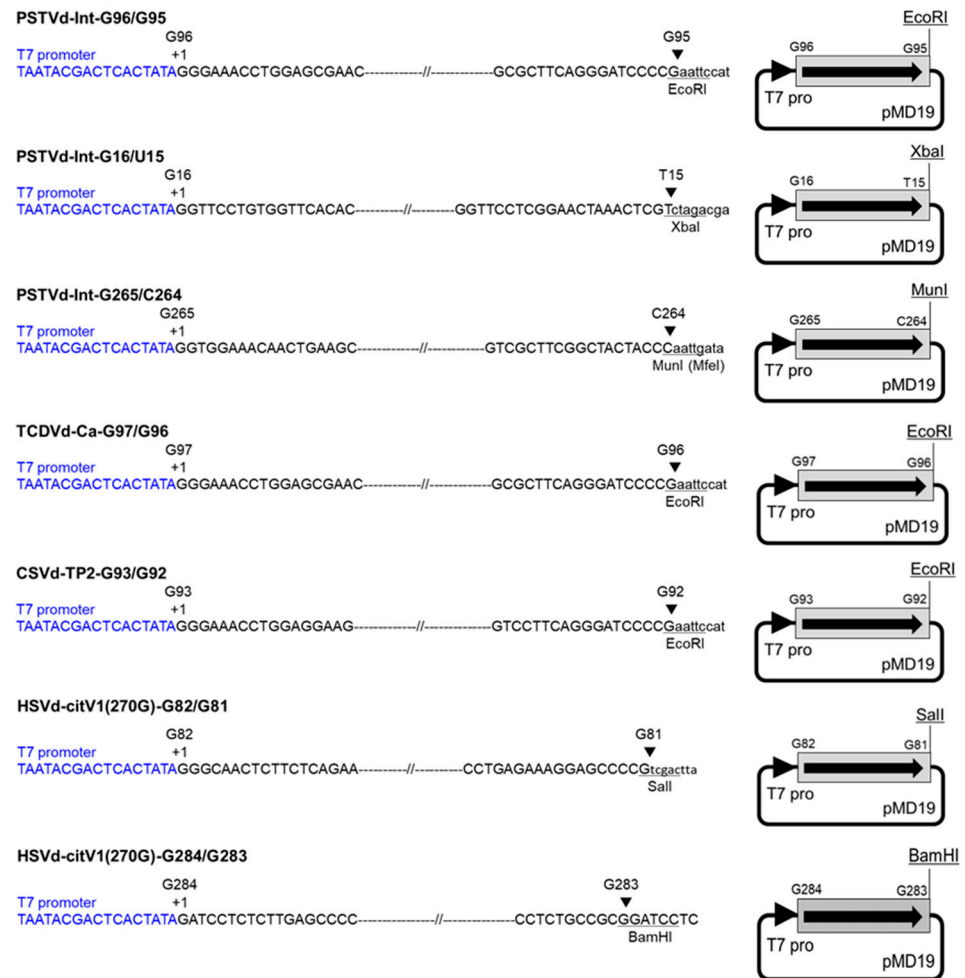 PSTVd-Int-G96/G95
G96 G95
T7 promoter +1
TAATACGACTCACTATAGGGAAACCTGGAGCGAAC------------//--------------GCGCTTCAGGGATCCCCGaattccat
EcoRI
EcoRI
G96 G95
T7 pro
pMD19
PSTVd-Int-G16/U15
G16 T15
T7 promoter +1
TAATACGACTCACTATAGGTTCCTGTGGTTCACAC----------//--------GGTTCCTCGGAACTAAACTCGTctagacga
XbaI
XbaI
G16 T15
T7 pro
pMD19
PSTVd-Int-G265/C264
G265 C264
T7 promoter +1
TAATACGACTCACTATAGGTGGAAACAACTGAAGC-------------//------------GTCGCTTCGGCTACTACCCaattgata
MunI (MfeI)
MunI
G265 C264
T7 pro
pMD19
TCDVd-Ca-G97/G96
G97 G96
T7 promoter +1
TAATACGACTCACTATAGGGAAACCTGGAGCGAAC------------//--------------GCGCTTCAGGGATCCCCGaattccat
EcoRI
EcoRI
G97 G96
T7 pro
pMD19
CSVd-TP2-G93/G92
G93 G92
T7 promoter +1
TAATACGACTCACTATAGGGAAACCTGGAGGAAG-------------//--------------GTCCTTCAGGGATCCCCGaattccat
EcoRI
EcoRI
G93 G92
T7 pro
pMD19
HSVd-citV1(270G)-G82/G81
G82 G81
T7 promoter +1
TAATACGACTCACTATAGGGCAACTCTTCTCAGAA----------//----------CCTGAGAAAGGAGCCCCGtcgactta
SalI
SalI
G82 G81
T7 pro
pMD19
HSVd-citV1(270G)-G284/G283
G284 G283
T7 promoter +1
TAATACGACTCACTATAGATCCTCTCTTGAGCCCC----------------//---------------CCTCTGCCGCGGATCCTC
BamHI
BamHI
G284 G283
T7 pro
pMD19